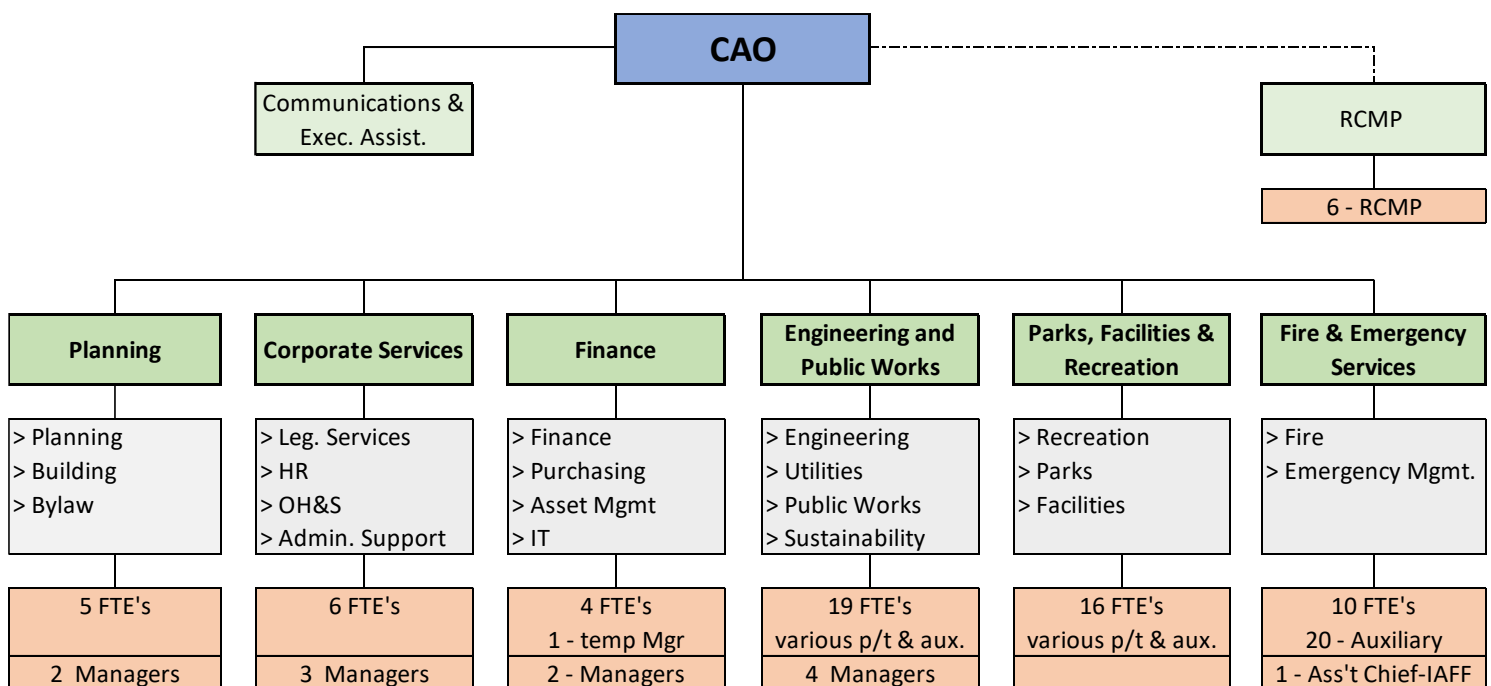 CAO
Communications &
Exec. Assist.
RCMP
6 - RCMP
Planning
> Planning
> Building
> Bylaw
5 FTE's
2 Managers
Corporate Services
> Leg. Services
> HR
> OH&S
> Admin. Support
6 FTE's
3 Managers
Finance
> Finance
> Purchasing
> Asset Mgmt
> IT
4 FTE's
1 - temp Mgr
2 - Managers
Engineering and
Public Works
> Engineering
> Utilities
> Public Works
> Sustainability
19 FTE's
various p/t & aux.
4 Managers
Parks, Facilities &
Recreation
> Recreation
> Parks
> Facilities
16 FTE's
various p/t & aux.
Fire & Emergency
Services
> Fire
> Emergency Mgmt.
10 FTE's
20 - Auxiliary
1 - Ass't Chief-IAFF